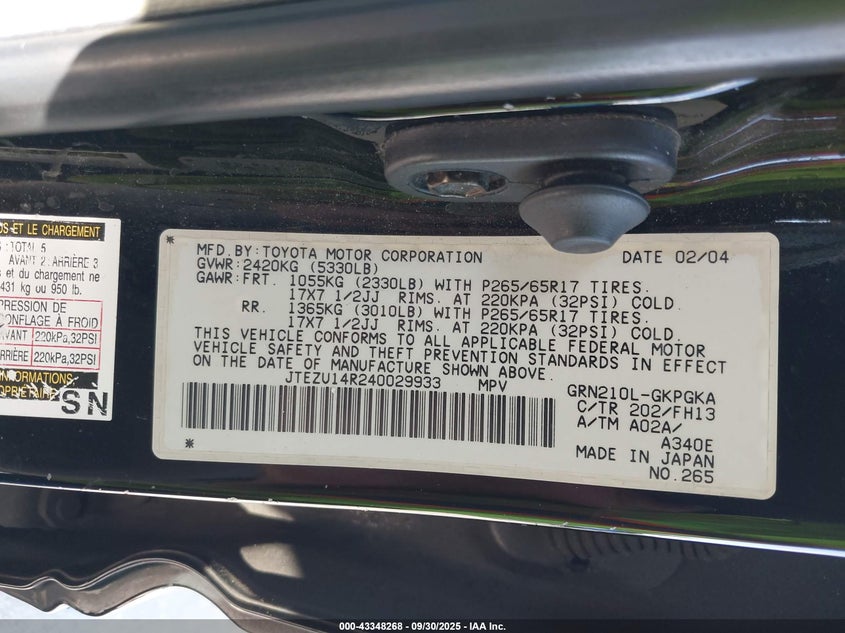 OS ET LE CHARGEMENT
: TOTAL 5
AVANT 2 : ARRIÈRE 3
s et du chargement ne
431 kg ou 950 lb.
PRESSION DE
GONFLAGE À FROID
AVANT 220kPa,32PSI
ARRIÈRE 220kPa,32PSI
INFORMATIONS
SN
* MFD. BY: TOYOTA MOTOR CORPORATION DATE 02/04
GVWR: 2420KG (5330LB)
GAWR: FRT. 1055KG (2330LB) WITH P265/65R17 TIRES.
17X7 1/2JJ RIMS. AT 220KPA (32PSI) COLD.
RR. 1365KG (3010LB) WITH P265/65R17 TIRES.
17X7 1/2JJ RIMS. AT 220KPA (32PSI) COLD.
THIS VEHICLE CONFORMS TO ALL APPLICABLE FEDERAL MOTOR
VEHICLE SAFETY AND THEFT PREVENTION STANDARDS IN EFFECT
ON THE DATE OF MANUFACTURE SHOWN ABOVE.
JTEZU14R240029933 MPV
GRN210L-GKPGKA
C/TR 202/FH13
A/TM A02A/
A340E
*
MADE IN JAPAN
NO.265
000-43348268 - 09/30/2025 - IAA Inc.